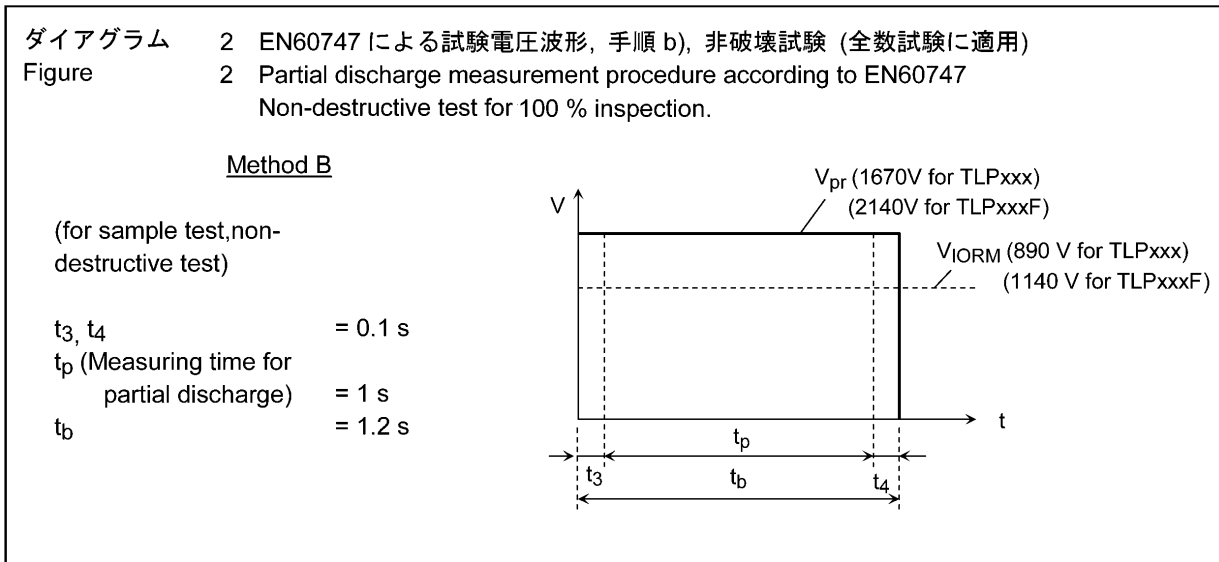 ダイアグラム 2 EN60747 による試験電圧波形, 手順 b), 非破壊試験 (全数試験に適用)
Figure 2 Partial discharge measurement procedure according to EN60747
Non-destructive test for 100 % inspection.
Method B
(for sample test,non-
destructive test)
t3, t4 = 0.1 s
tp (Measuring time for
partial discharge) = 1 s
tb = 1.2 s
Vpr (1670V for TLPxxx)
(2140V for TLPxxxF)
V
VIORM (890 V for TLPxxx)
(1140 V for TLPxxxF)
t
tp
t3 tb t4